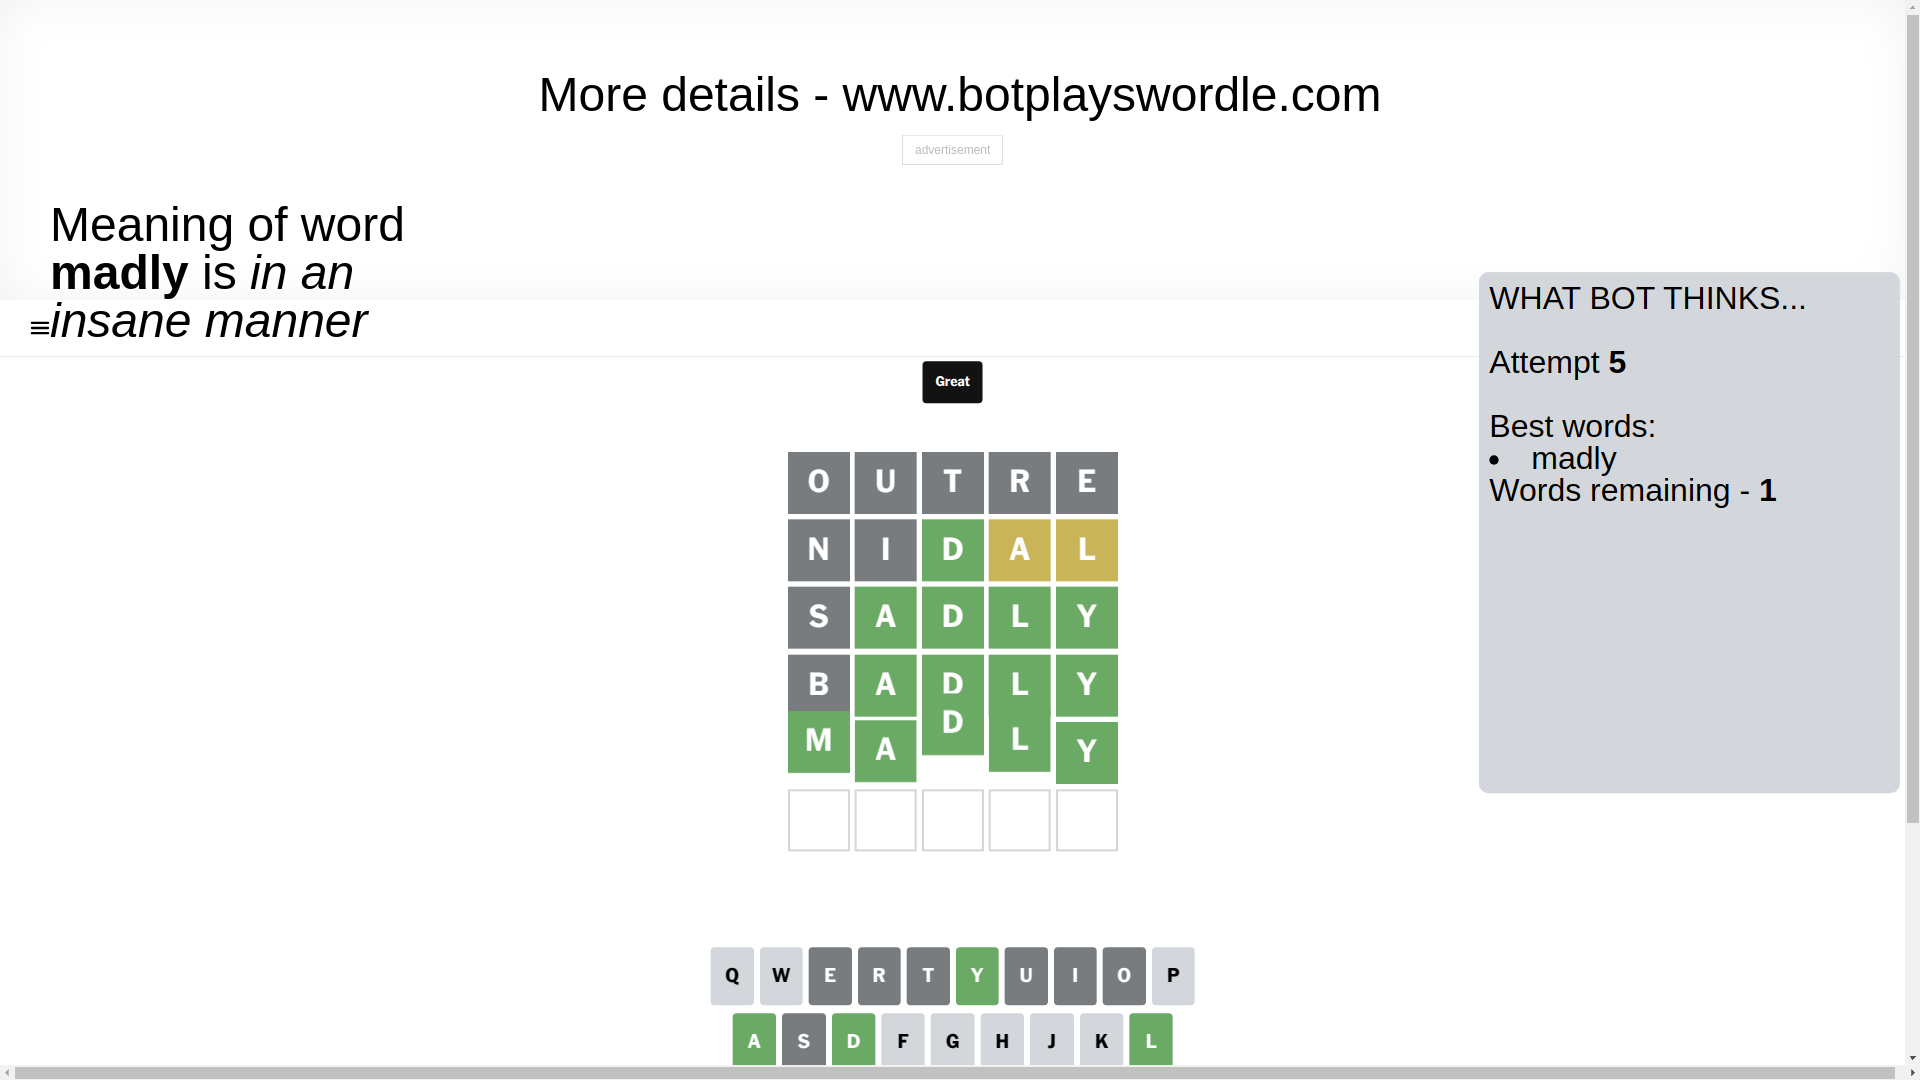 More details - www.botplayswordle.com
advertisement
Meaning of word
madly is in an
insane manner
WHAT BOT THINKS...
Attempt 5
Best words:
• madly
Words remaining - 1
Great
O U T R E
N I D A L
S A D L Y
B A D L Y
M A D L Y
Q W E R T Y U I O P
A S D F G H J K L